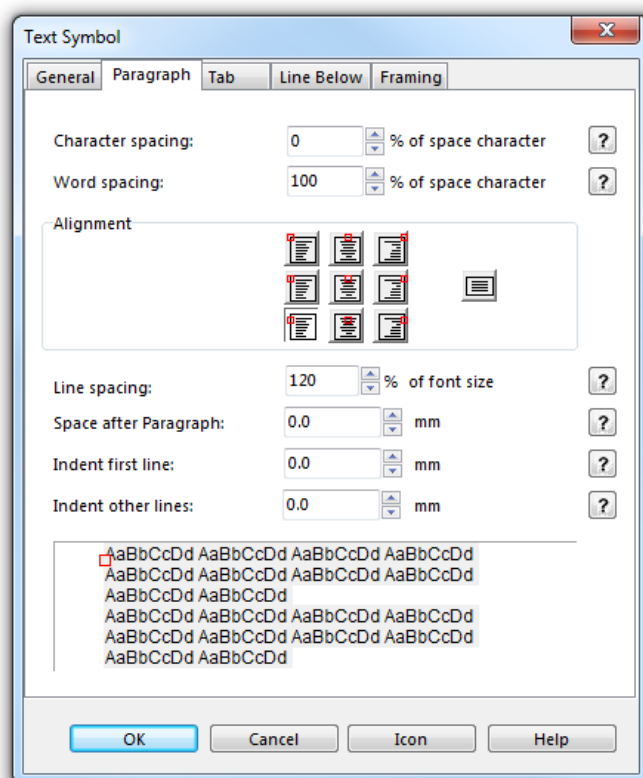 Text Symbol
General Paragraph Tab Line Below Framing
Character spacing: 0 % of space character ?
Word spacing: 100 % of space character ?
Alignment
Line spacing: 120 % of font size ?
Space after Paragraph: 0.0 mm ?
Indent first line: 0.0 mm ?
Indent other lines: 0.0 mm ?
AaBbCcDd AaBbCcDd AaBbCcDd AaBbCcDd
AaBbCcDd AaBbCcDd AaBbCcDd AaBbCcDd
AaBbCcDd AaBbCcDd
AaBbCcDd AaBbCcDd AaBbCcDd AaBbCcDd
AaBbCcDd AaBbCcDd AaBbCcDd AaBbCcDd
AaBbCcDd AaBbCcDd
OK Cancel Icon Help